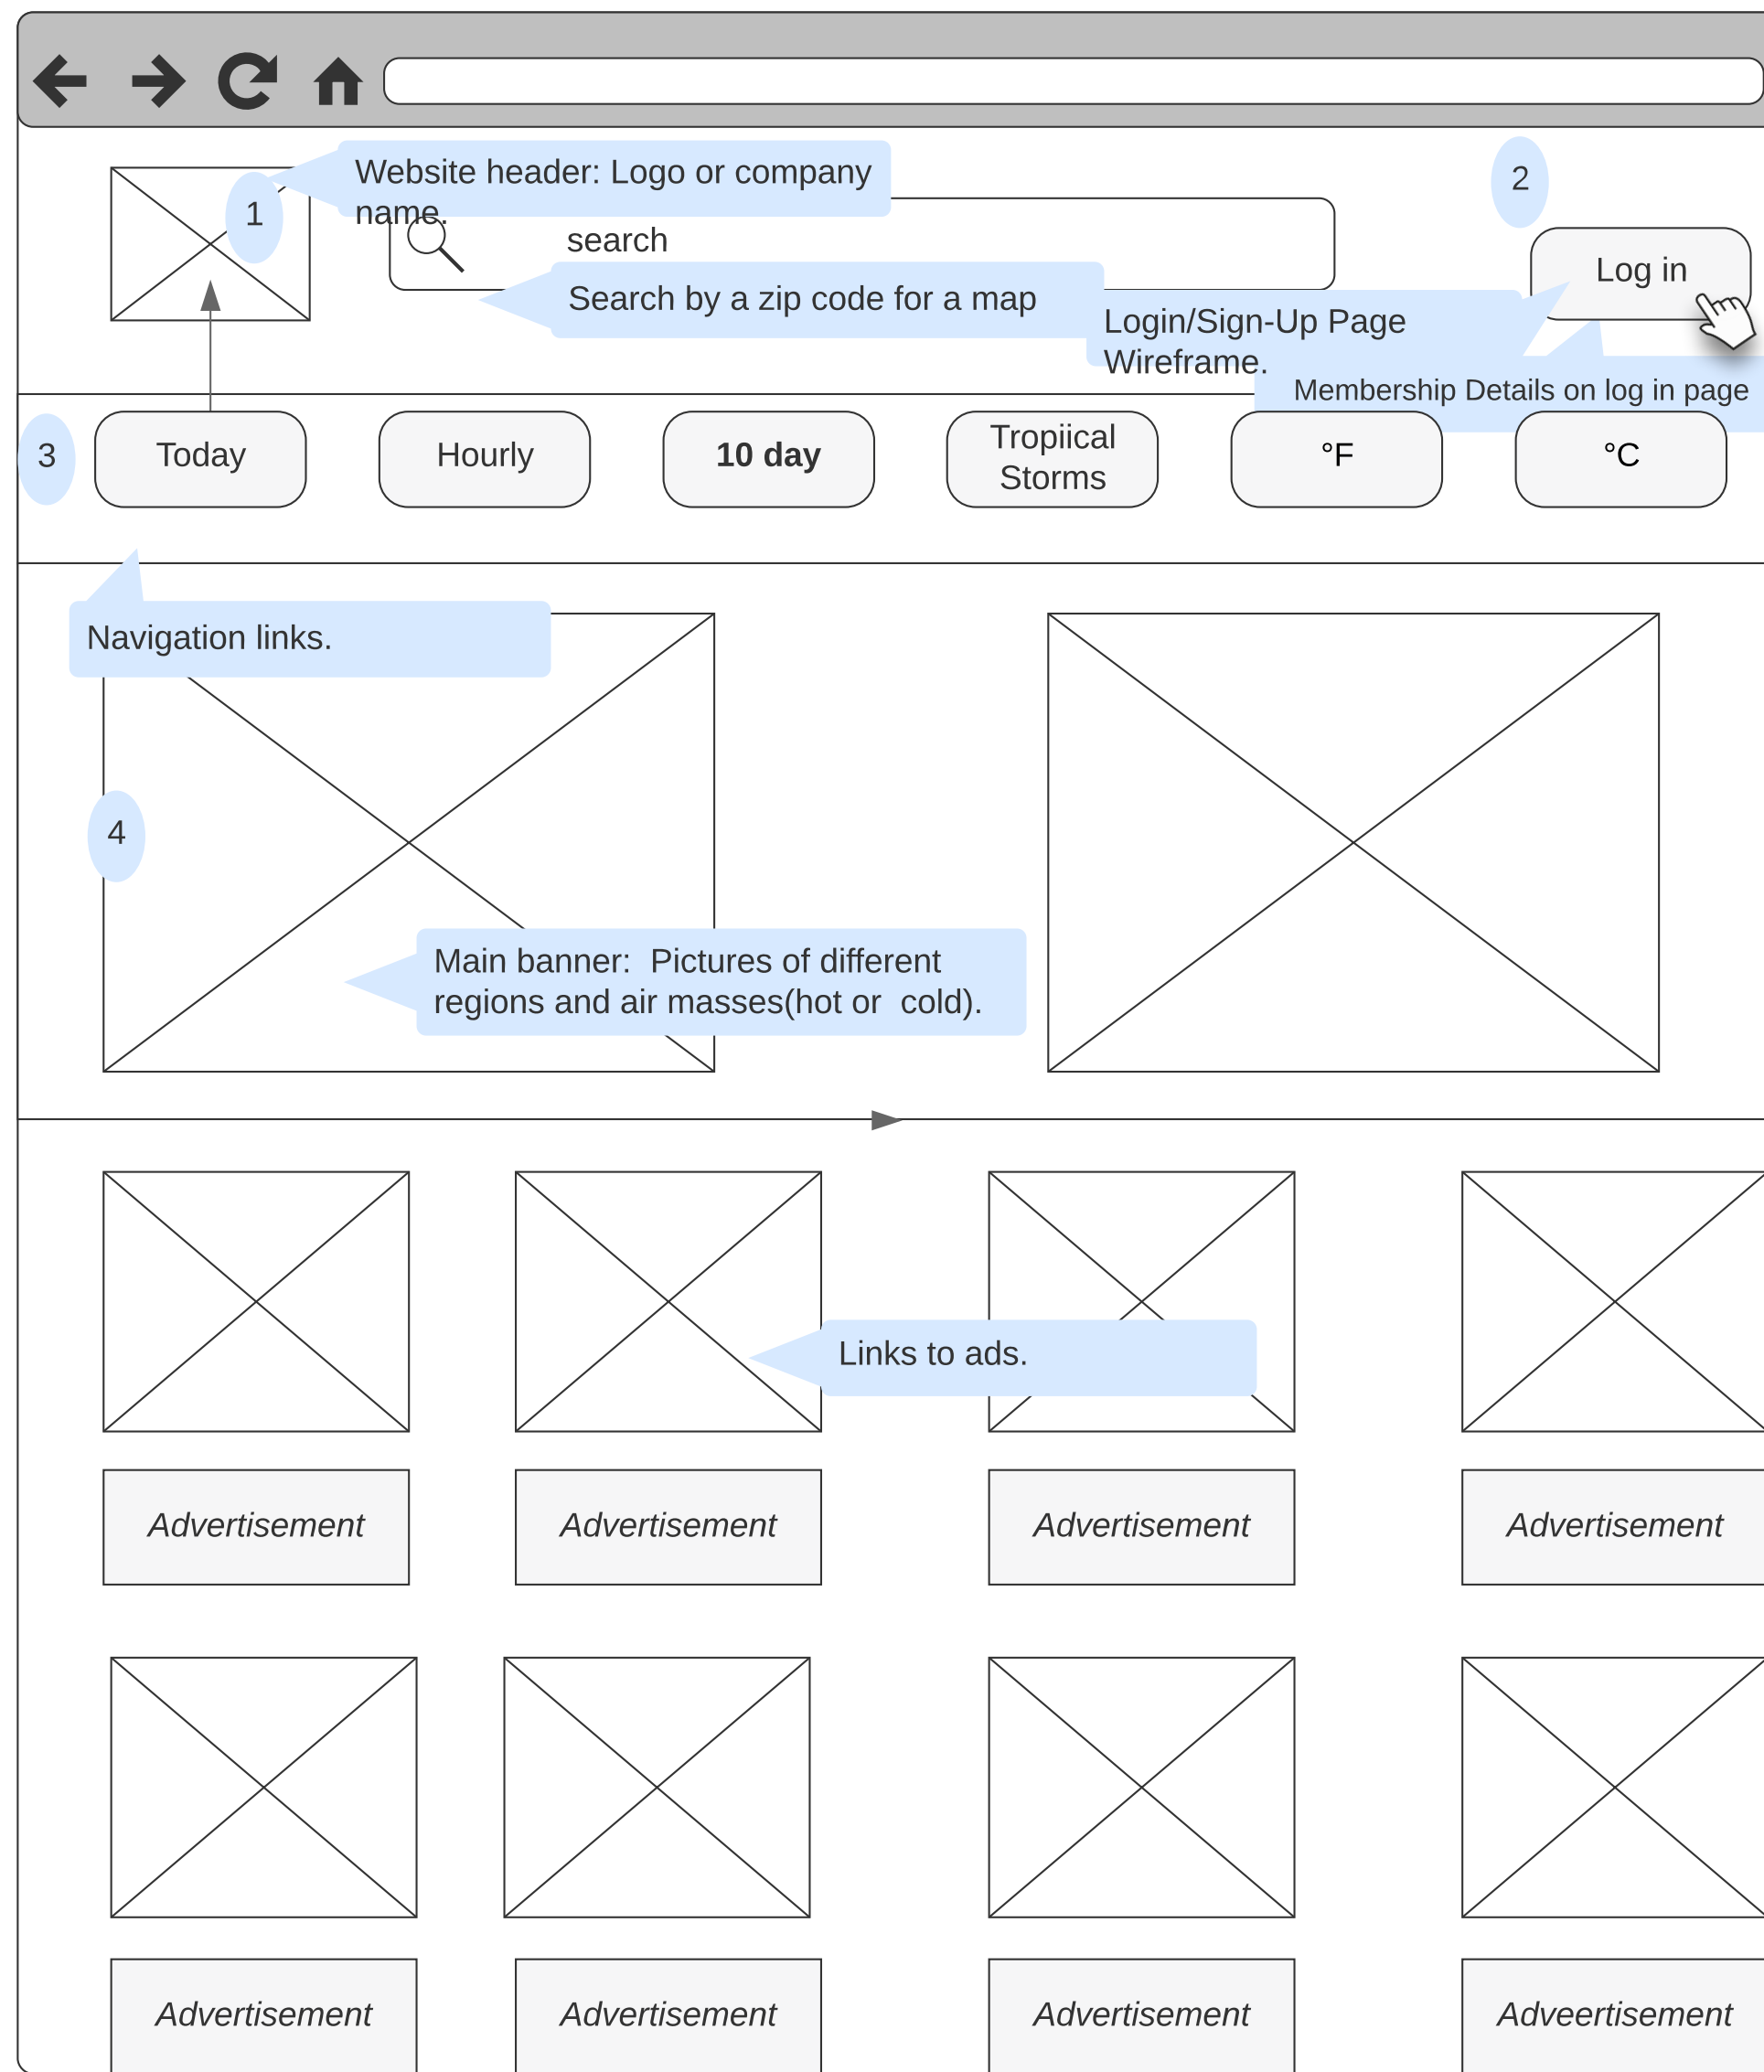 Website header: Logo or company
name.
1
2
search
Log in
Search by a zip code for a map
Login/Sign-Up Page
Wireframe.
Membership Details on log in page
3
Today
Hourly
10 day
Tropiical
Storms
°F
°C
Navigation links.
4
Main banner:  Pictures of different
regions and air masses(hot or  cold).
Links to ads.
Advertisement
Advertisement
Advertisement
Advertisement
Advertisement
Advertisement
Advertisement
Adveertisement